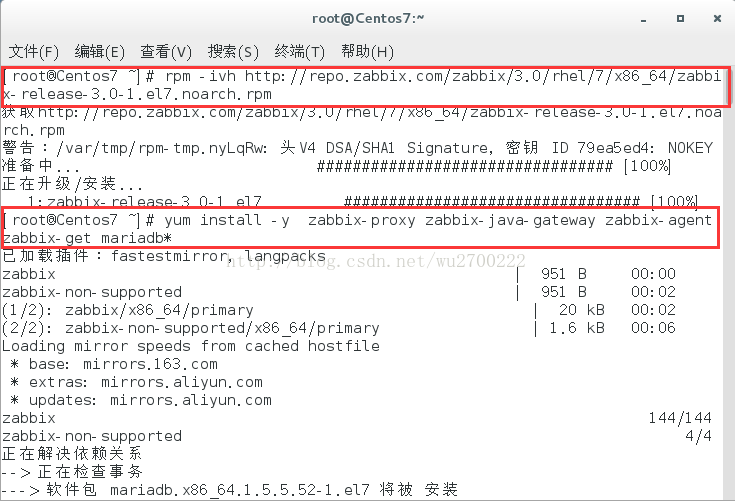 root@Centos7:~
文件(F) 编辑(E) 查看(V) 搜索(S) 终端(T) 帮助(H)
[root@Centos7 ~]# rpm -ivh http://repo.zabbix.com/zabbix/3.0/rhel/7/x86_64/zabbi
x-release-3.0-1.el7.noarch.rpm
获取http://repo.zabbix.com/zabbix/3.0/rhel/7/x86_64/zabbix-release-3.0-1.el7.noa
rch.rpm
警告：/var/tmp/rpm-tmp.nyLqRw: 头V4 DSA/SHA1 Signature, 密钥 ID 79ea5ed4: NOKEY
准备中... ################################# [100%]
正在升级/安装...
1:zabbix-release-3.0-1.el7 ################################# [100%]
[root@Centos7 ~]# yum install -y zabbix-proxy zabbix-java-gateway zabbix-agent
zabbix-get mariadb*
已加载插件：fastestmirror, langpacks
http://blog.csdn.net/wu2700222
zabbix | 951 B 00:00
zabbix-non-supported | 951 B 00:02
(1/2): zabbix/x86_64/primary | 20 kB 00:02
(2/2): zabbix-non-supported/x86_64/primary | 1.6 kB 00:06
Loading mirror speeds from cached hostfile
* base: mirrors.163.com
* extras: mirrors.aliyun.com
* updates: mirrors.aliyun.com
zabbix 144/144
zabbix-non-supported 4/4
正在解决依赖关系
--> 正在检查事务
---> 软件包 mariadb.x86_64.1.5.5.52-1.el7 将被 安装